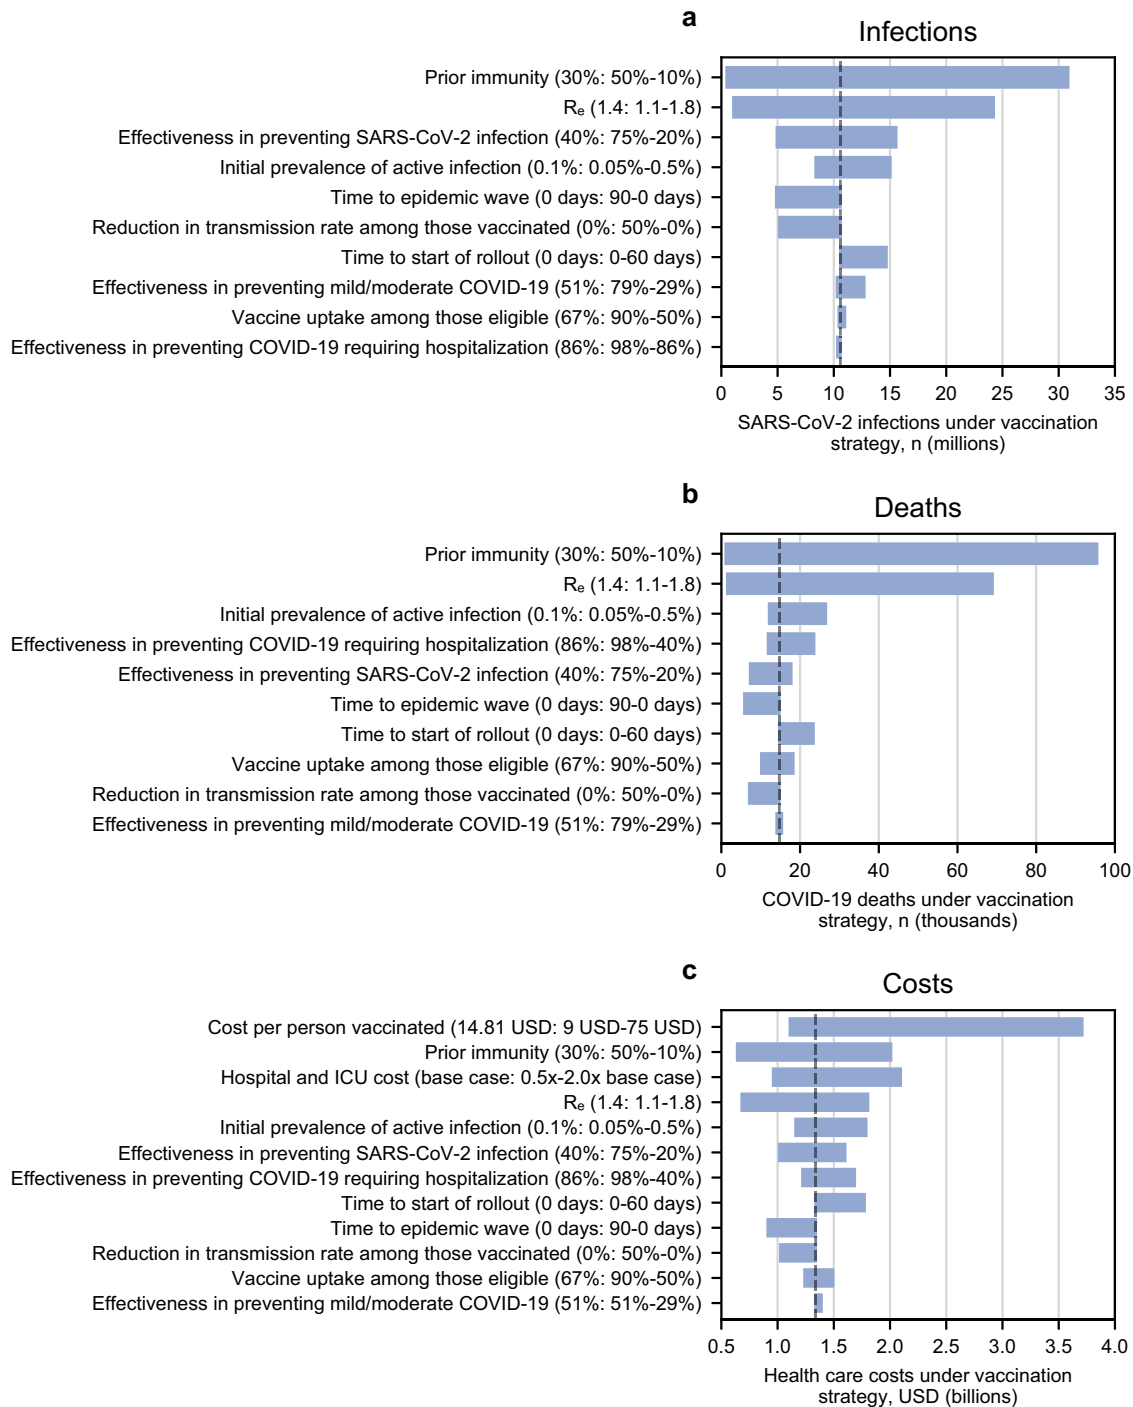 a
Infections
Prior immunity (30%: 50%-10%)
Rₑ (1.4: 1.1-1.8)
Effectiveness in preventing SARS-CoV-2 infection (40%: 75%-20%)
Initial prevalence of active infection (0.1%: 0.05%-0.5%)
Time to epidemic wave (0 days: 90-0 days)
Reduction in transmission rate among those vaccinated (0%: 50%-0%)
Time to start of rollout (0 days: 0-60 days)
Effectiveness in preventing mild/moderate COVID-19 (51%: 79%-29%)
Vaccine uptake among those eligible (67%: 90%-50%)
Effectiveness in preventing COVID-19 requiring hospitalization (86%: 98%-86%)
0 5 10 15 20 25 30 35
SARS-CoV-2 infections under vaccination
strategy, n (millions)
b
Deaths
Prior immunity (30%: 50%-10%)
Rₑ (1.4: 1.1-1.8)
Initial prevalence of active infection (0.1%: 0.05%-0.5%)
Effectiveness in preventing COVID-19 requiring hospitalization (86%: 98%-40%)
Effectiveness in preventing SARS-CoV-2 infection (40%: 75%-20%)
Time to epidemic wave (0 days: 90-0 days)
Time to start of rollout (0 days: 0-60 days)
Vaccine uptake among those eligible (67%: 90%-50%)
Reduction in transmission rate among those vaccinated (0%: 50%-0%)
Effectiveness in preventing mild/moderate COVID-19 (51%: 79%-29%)
0 20 40 60 80 100
COVID-19 deaths under vaccination
strategy, n (thousands)
c
Costs
Cost per person vaccinated (14.81 USD: 9 USD-75 USD)
Prior immunity (30%: 50%-10%)
Hospital and ICU cost (base case: 0.5x-2.0x base case)
Rₑ (1.4: 1.1-1.8)
Initial prevalence of active infection (0.1%: 0.05%-0.5%)
Effectiveness in preventing SARS-CoV-2 infection (40%: 75%-20%)
Effectiveness in preventing COVID-19 requiring hospitalization (86%: 98%-40%)
Time to start of rollout (0 days: 0-60 days)
Time to epidemic wave (0 days: 90-0 days)
Reduction in transmission rate among those vaccinated (0%: 50%-0%)
Vaccine uptake among those eligible (67%: 90%-50%)
Effectiveness in preventing mild/moderate COVID-19 (51%: 51%-29%)
0.5 1.0 1.5 2.0 2.5 3.0 3.5 4.0
Health care costs under vaccination
strategy, USD (billions)